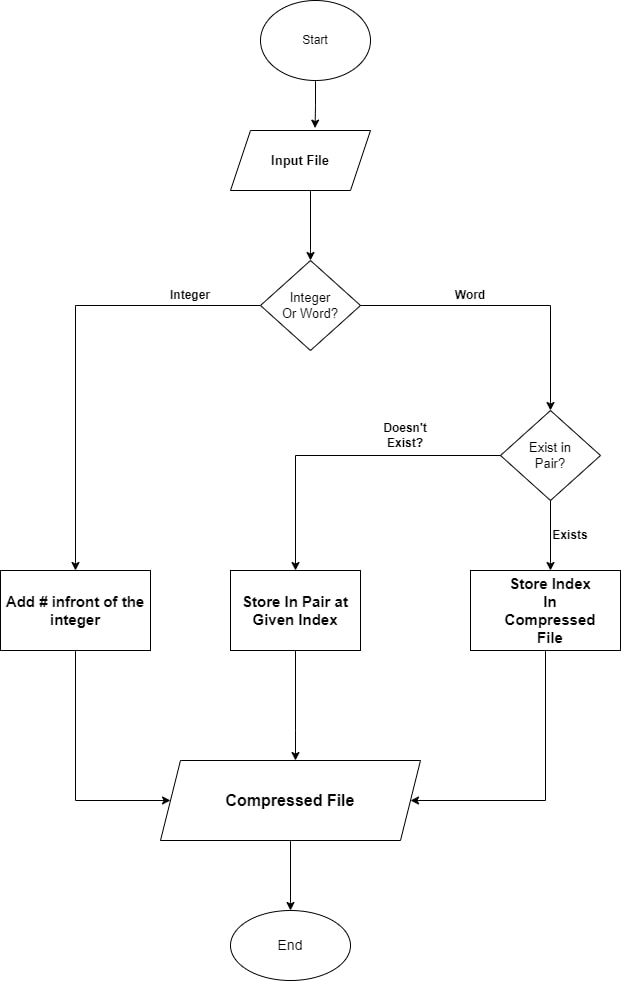 Start
Input File
Integer
Or Word?
Integer
Word
Doesn't
Exist?
Exist in
Pair?
Exists
Add # infront of the
integer
Store In Pair at
Given Index
Store Index
In
Compressed
File
Compressed File
End